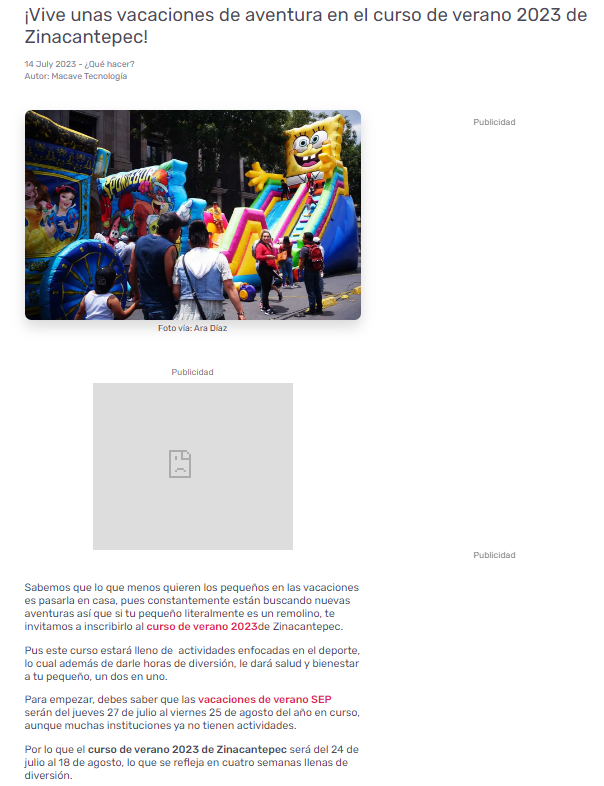 ¡Vive unas vacaciones de aventura en el curso de verano 2023 de
Zinacantepec!
14 July 2023 - ¿Qué hacer?
Autor: Macave Tecnología
Publicidad
SPONGEBOB
Foto vía: Ara Díaz
Publicidad
Publicidad
Sabemos que lo que menos quieren los pequeños en las vacaciones
es pasarla en casa, pues constantemente están buscando nuevas
aventuras así que si tu pequeño literalmente es un remolino, te
invitamos a inscribirlo al curso de verano 2023de Zinacantepec.
Pus este curso estará lleno de  actividades enfocadas en el deporte,
lo cual además de darle horas de diversión, le dará salud y bienestar
a tu pequeño, un dos en uno.
Para empezar, debes saber que las vacaciones de verano SEP
serán del jueves 27 de julio al viernes 25 de agosto del año en curso,
aunque muchas instituciones ya no tienen actividades.
Por lo que el curso de verano 2023 de Zinacantepec será del 24 de
julio al 18 de agosto, lo que se refleja en cuatro semanas llenas de
diversión.